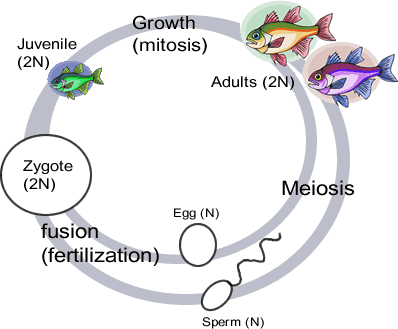 Growth
(mitosis)
Juvenile
(2N)
Adults (2N)
Zygote
(2N)
Meiosis
Egg (N)
fusion
(fertilization)
Sperm (N)